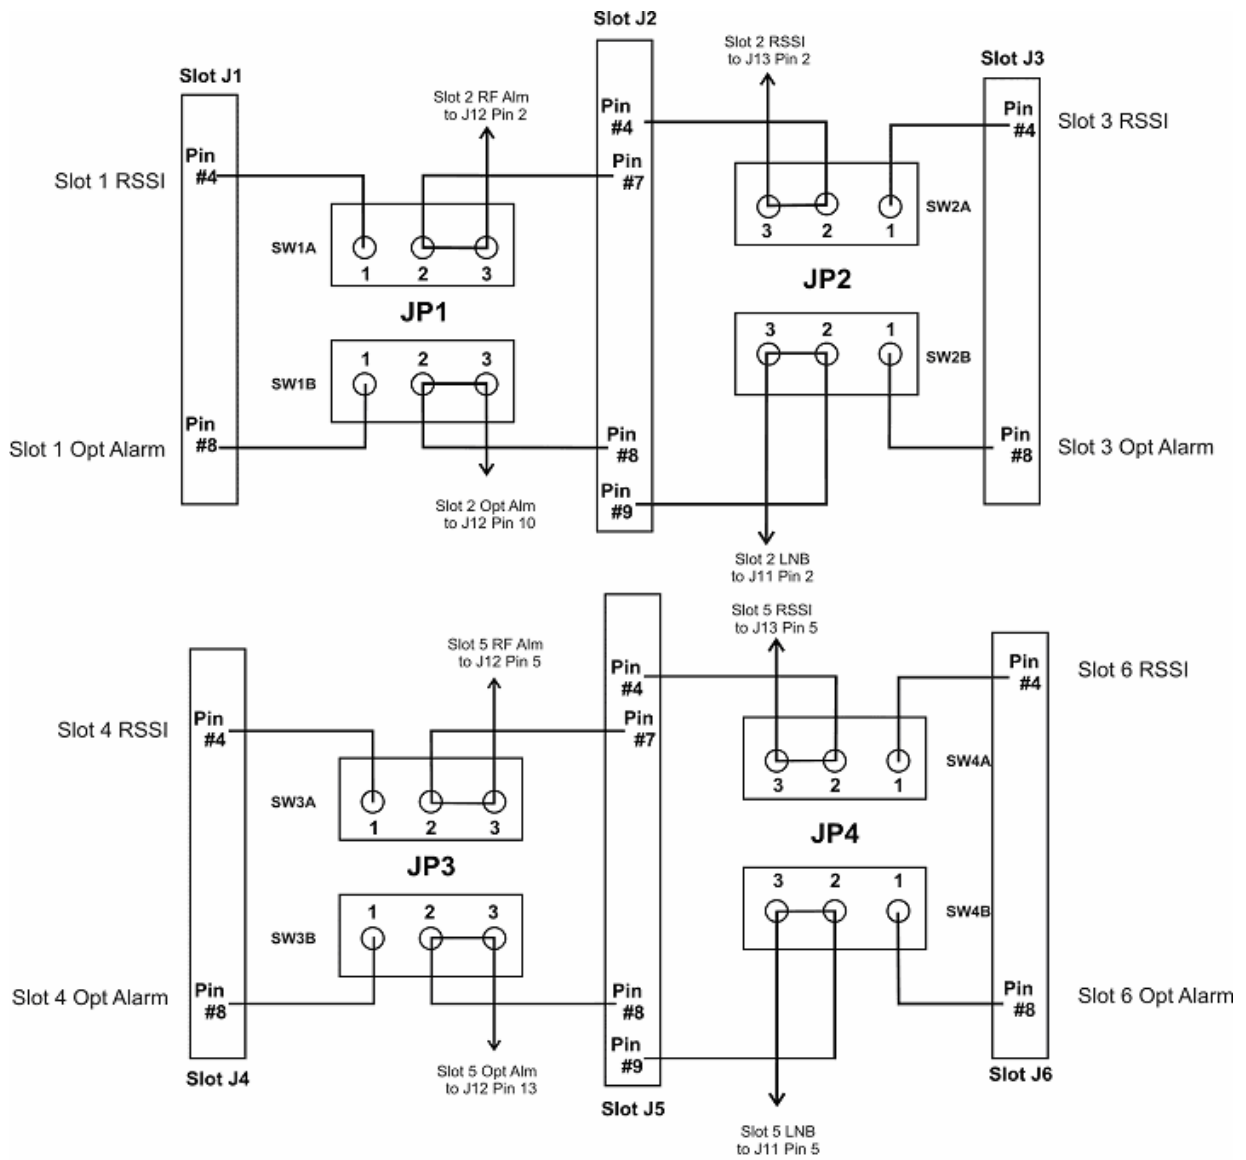 Slot J2
Slot J1
Slot J3
Slot 2 RSSI
to J13 Pin 2
Slot 2 RF Alm
to J12 Pin 2
Pin
#4
Pin
#4
Slot 3 RSSI
Pin
#4
Slot 1 RSSI
Pin
#7
SW1A
1 2 3
SW2A
3 2 1
JP1
JP2
SW1B
1 2 3
SW2B
3 2 1
Pin
#8
Slot 1 Opt Alarm
Pin
#8
Pin
#8
Slot 3 Opt Alarm
Pin
#9
Slot 2 Opt Alm
to J12 Pin 10
Slot 2 LNB
to J11 Pin 2
Slot 5 RSSI
to J13 Pin 5
Slot 5 RF Alm
to J12 Pin 5
Pin
#4
Pin
#4
Slot 6 RSSI
Slot 4 RSSI
Pin
#4
Pin
#7
SW3A
1 2 3
SW4A
3 2 1
JP3
JP4
SW3B
1 2 3
SW4B
3 2 1
Slot 4 Opt Alarm
Pin
#8
Pin
#8
Pin
#8
Slot 6 Opt Alarm
Pin
#9
Slot J4
Slot 5 Opt Alm
to J12 Pin 13
Slot J5
Slot J6
Slot 5 LNB
to J11 Pin 5